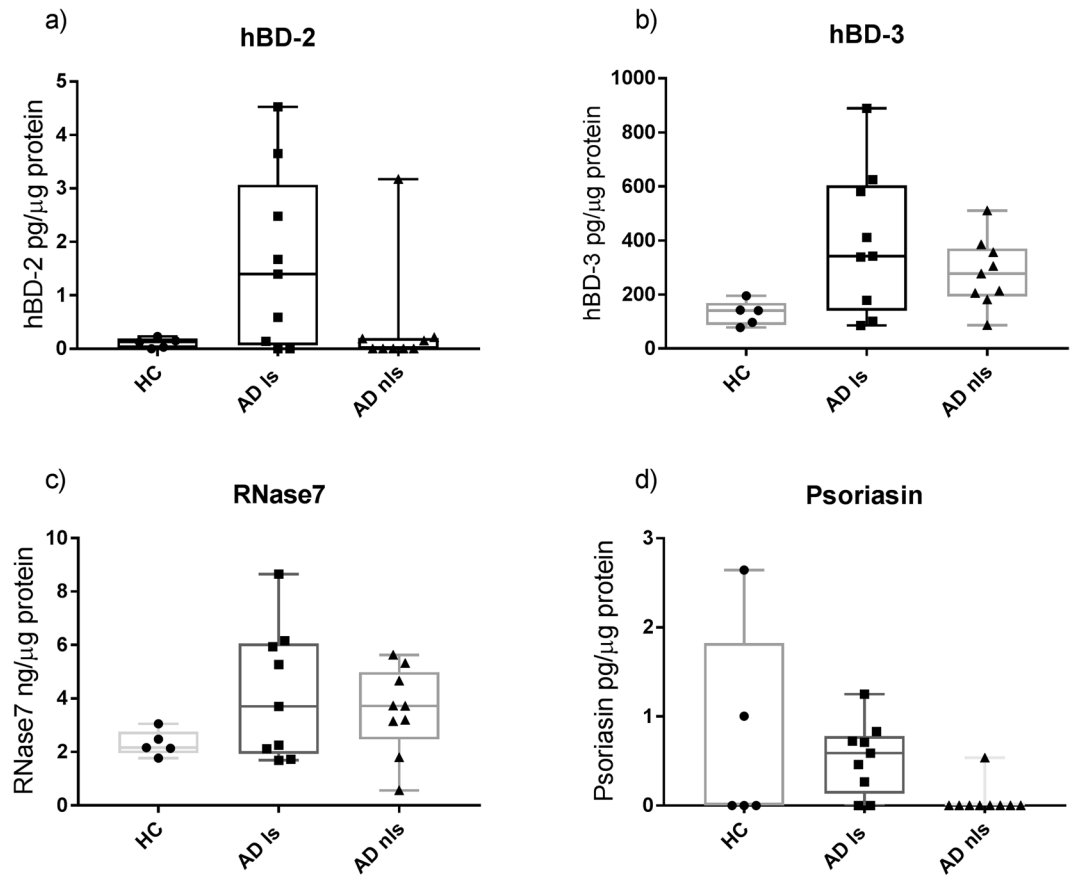 a)
hBD-2
hBD-2 pg/μg protein
5
4
3
2
1
0
HC
AD ls
AD nls
b)
hBD-3
hBD-3 pg/μg protein
1000
800
600
400
200
0
HC
AD ls
AD nls
c)
RNase7
RNase7 ng/μg protein
10
8
6
4
2
0
HC
AD ls
AD nls
d)
Psoriasin
Psoriasin pg/μg protein
3
2
1
0
HC
AD ls
AD nls